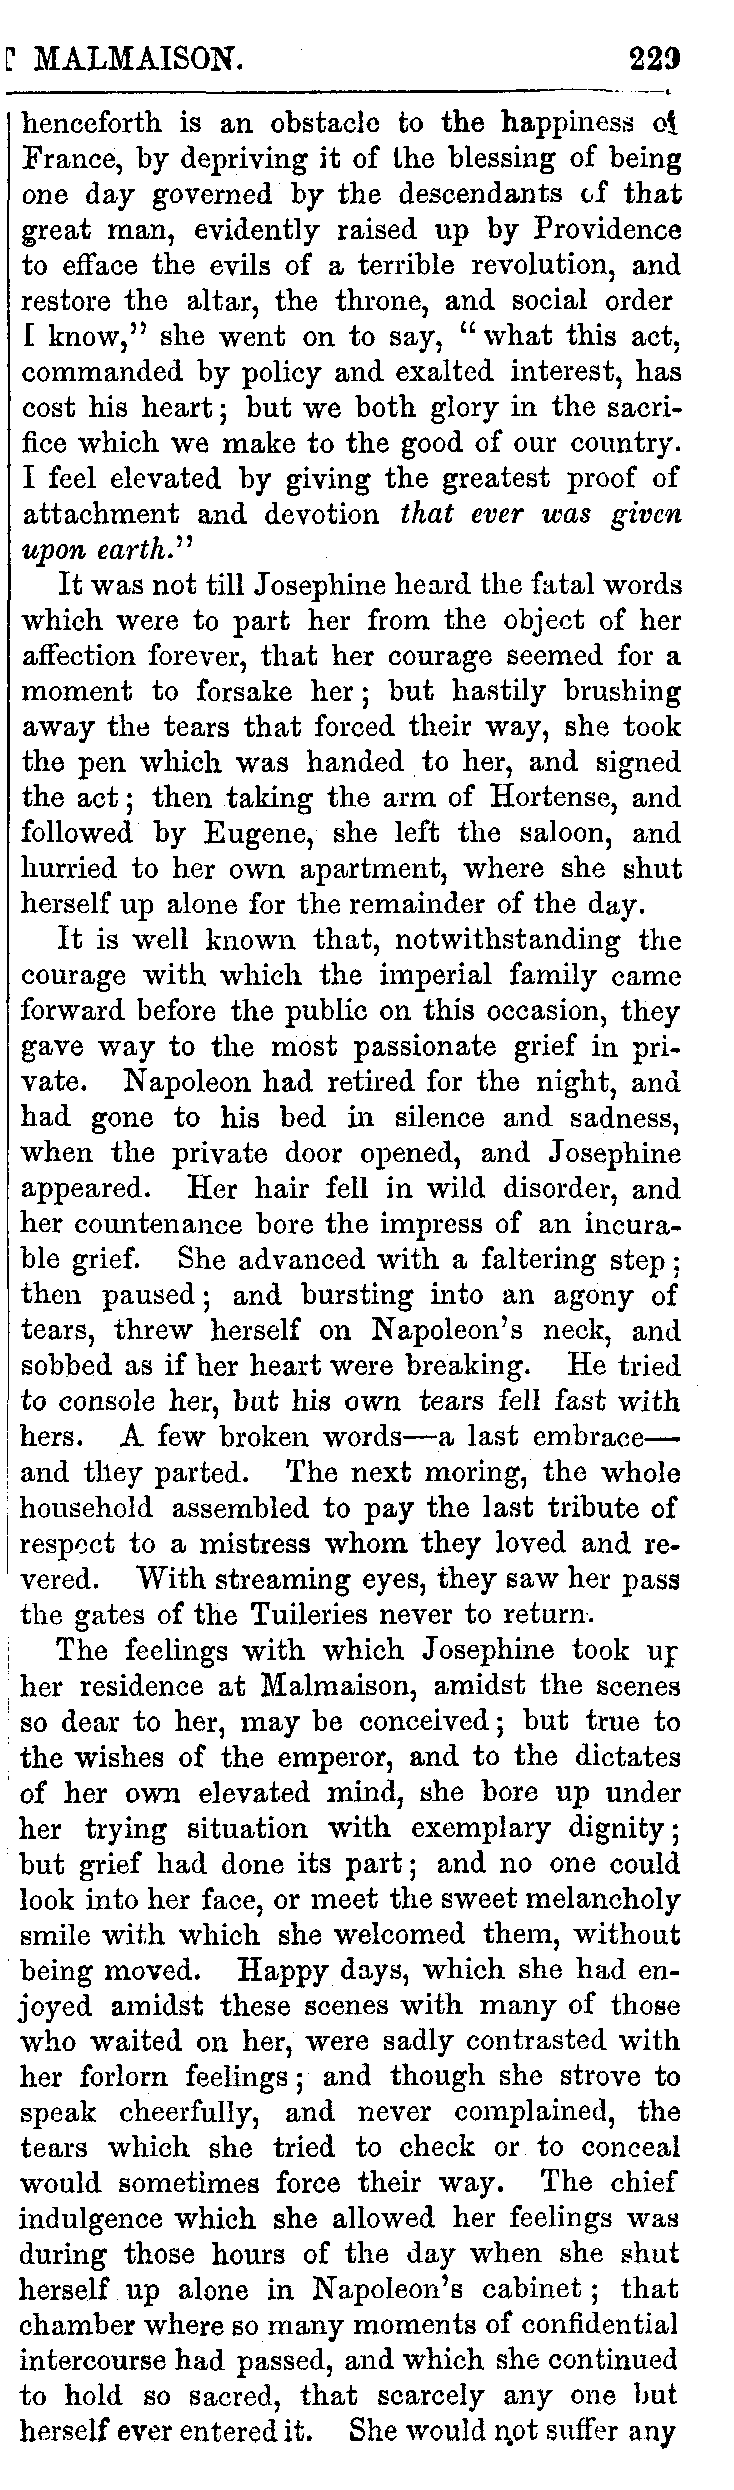 MALMAISON. 229
henceforth is an obstacle to the happiness of
France, by depriving it of the blessing of being
one day governed by the descendants of that
great man, evidently raised up by Providence
to efface the evils of a terrible revolution, and
restore the altar, the throne, and social order
I know," she went on to say, "what this act,
commanded by policy and exalted interest, has
cost his heart; but we both glory in the sacri-
fice which we make to the good of our country.
I feel elevated by giving the greatest proof of
attachment and devotion that ever was given
upon earth."
It was not till Josephine heard the fatal words
which were to part her from the object of her
affection forever, that her courage seemed for a
moment to forsake her; but hastily brushing
away the tears that forced their way, she took
the pen which was handed to her, and signed
the act; then taking the arm of Hortense, and
followed by Eugene, she left the saloon, and
hurried to her own apartment, where she shut
herself up alone for the remainder of the day.
It is well known that, notwithstanding the
courage with which the imperial family came
forward before the public on this occasion, they
gave way to the most passionate grief in pri-
vate. Napoleon had retired for the night, and
had gone to his bed in silence and sadness,
when the private door opened, and Josephine
appeared. Her hair fell in wild disorder, and
her countenance bore the impress of an incura-
ble grief. She advanced with a faltering step;
then paused; and bursting into an agony of
tears, threw herself on Napoleon's neck, and
sobbed as if her heart were breaking. He tried
to console her, but his own tears fell fast with
hers. A few broken words—a last embrace—
and they parted. The next moring, the whole
household assembled to pay the last tribute of
respect to a mistress whom they loved and re-
vered. With streaming eyes, they saw her pass
the gates of the Tuileries never to return.
The feelings with which Josephine took up
her residence at Malmaison, amidst the scenes
so dear to her, may be conceived; but true to
the wishes of the emperor, and to the dictates
of her own elevated mind, she bore up under
her trying situation with exemplary dignity;
but grief had done its part; and no one could
look into her face, or meet the sweet melancholy
smile with which she welcomed them, without
being moved. Happy days, which she had en-
joyed amidst these scenes with many of those
who waited on her, were sadly contrasted with
her forlorn feelings; and though she strove to
speak cheerfully, and never complained, the
tears which she tried to check or to conceal
would sometimes force their way. The chief
indulgence which she allowed her feelings was
during those hours of the day when she shut
herself up alone in Napoleon's cabinet; that
chamber where so many moments of confidential
intercourse had passed, and which she continued
to hold so sacred, that scarcely any one but
herself ever entered it. She would not suffer any